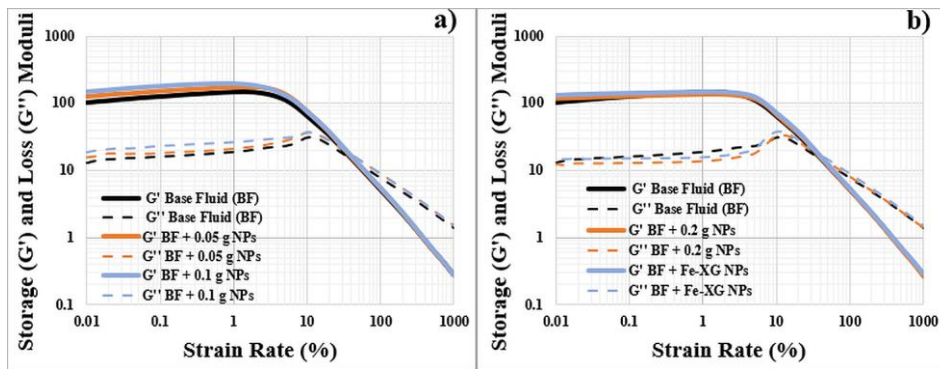 a)
Storage (G') and Loss (G'') Moduli
1000
100
10
1
0.1
G' Base Fluid (BF)
G'' Base Fluid (BF)
G' BF + 0.05 g NPs
G'' BF + 0.05 g NPs
G' BF + 0.1 g NPs
G'' BF + 0.1 g NPs
0.01 0.1 1 10 100 1000
Strain Rate (%)
b)
Storage (G') and Loss (G'') Moduli
1000
100
10
1
0.1
G' Base Fluid (BF)
G'' Base Fluid (BF)
G' BF + 0.2 g NPs
G'' BF + 0.2 g NPs
G' BF + Fe-XG NPs
G'' BF + Fe-XG NPs
0.01 0.1 1 10 100 1000
Strain Rate (%)